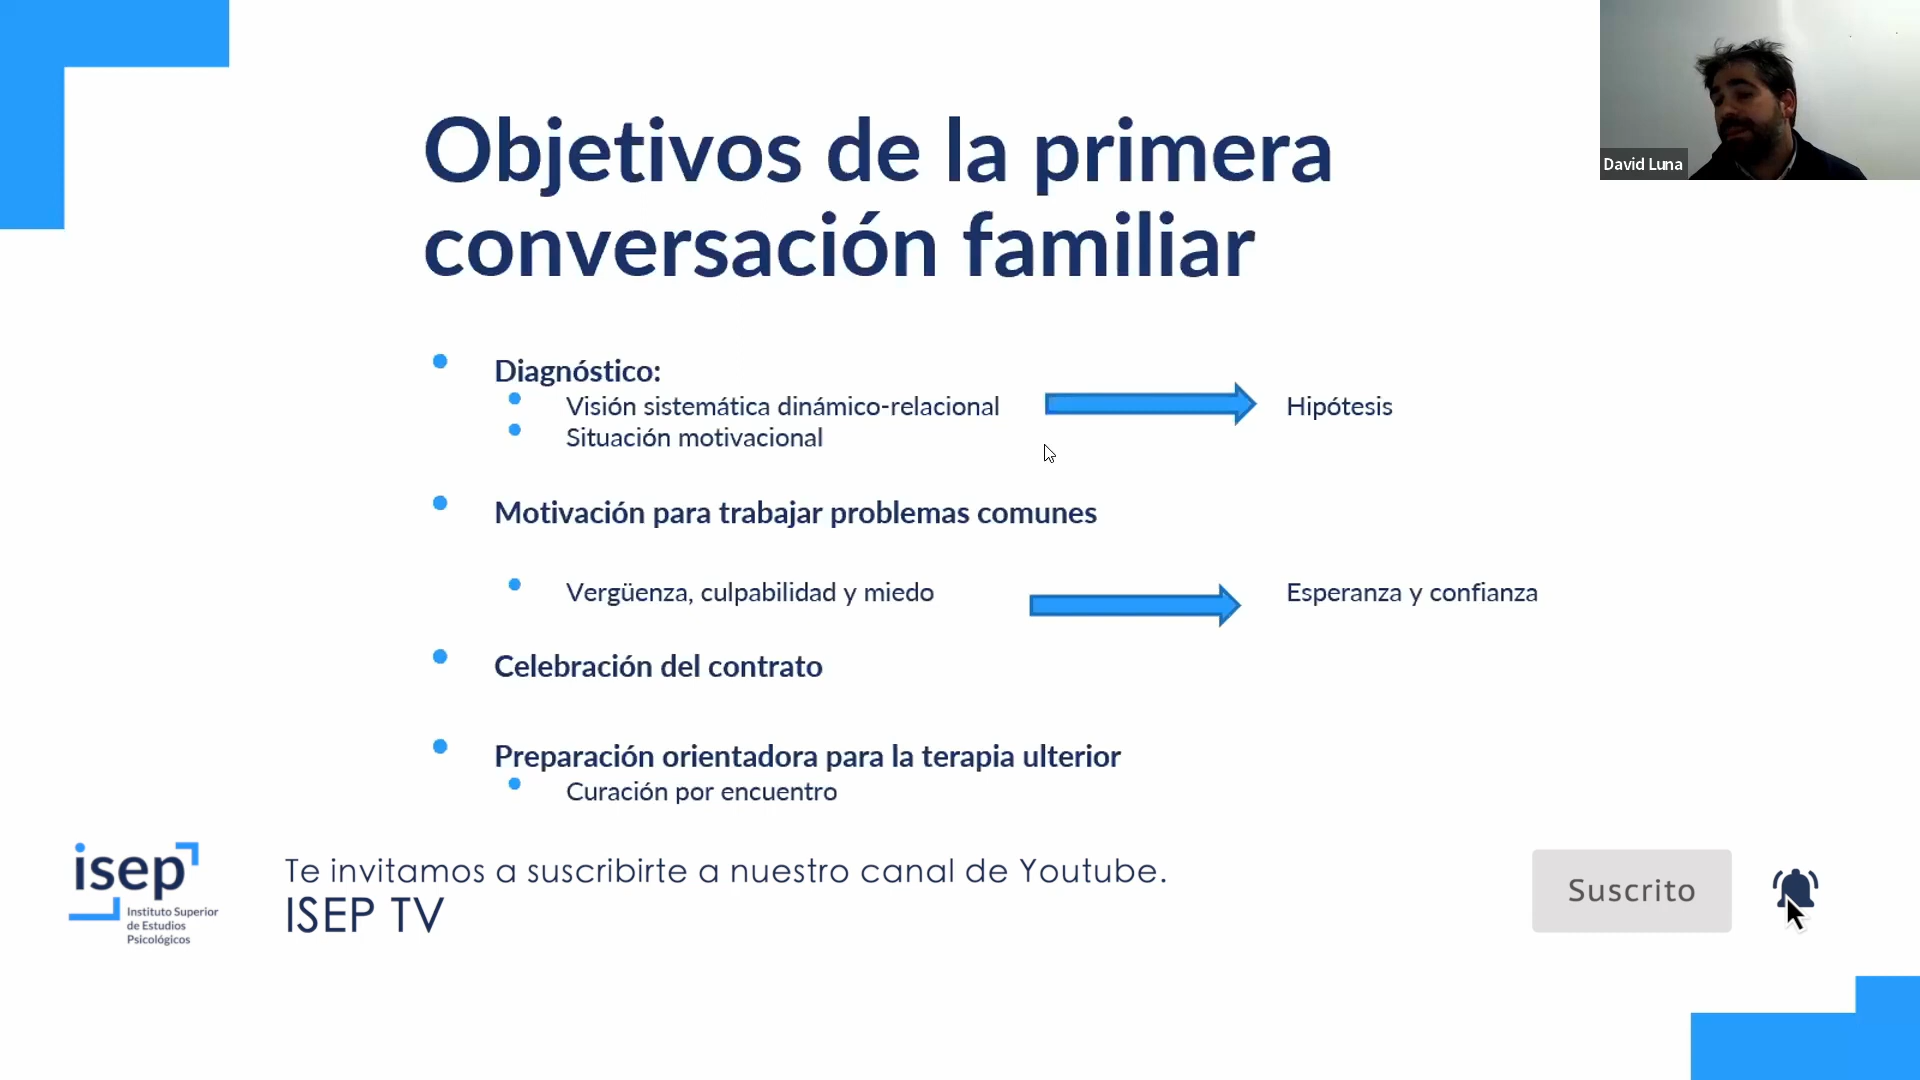 David Luna
Objetivos de la primera
conversación familiar
Diagnóstico:
Visión sistemática dinámico-relacional
Hipótesis
Situación motivacional
Motivación para trabajar problemas comunes
Vergüenza, culpabilidad y miedo
Esperanza y confianza
Celebración del contrato
Preparación orientadora para la terapia ulterior
Curación por encuentro
isep
Instituto Superior
de Estudios
Psicológicos
Te invitamos a suscribirte a nuestro canal de Youtube.
ISEP TV
Suscrito